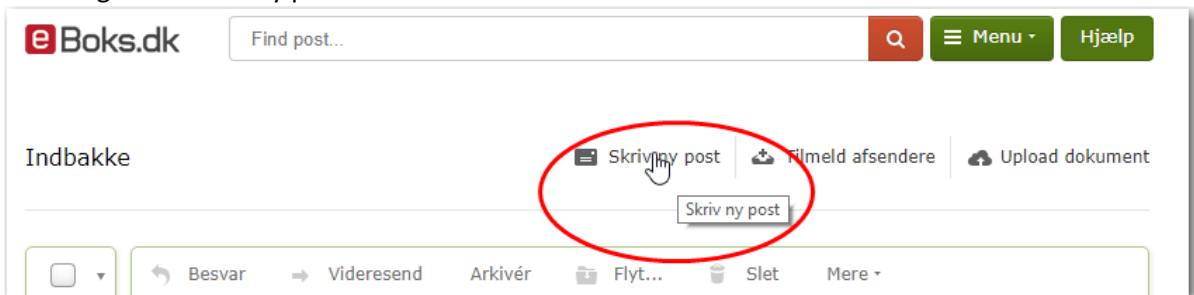 eBoks.dk Find post... Menu Hjælp
Indbakke Skriv ny post Tilmeld afsendere Upload dokument
Skriv ny post
Besvar Videresend Arkivér Flyt... Slet Mere